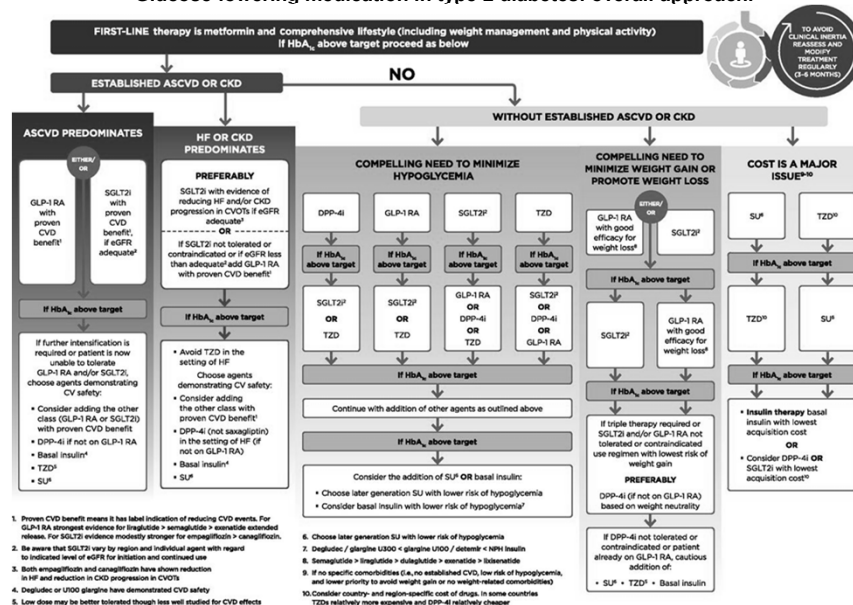 Glucose-lowering medication in type 2 diabetes: overall approach.
FIRST-LINE therapy is metformin and comprehensive lifestyle (including weight management and physical activity)
If HbA1c above target proceed as below
TO AVOID
CLINICAL INERTIA
REASSESS AND
MODIFY
TREATMENT
REGULARLY
(3-6 MONTHS)
ESTABLISHED ASCVD OR CKD
NO
WITHOUT ESTABLISHED ASCVD OR CKD
ASCVD PREDOMINATES
EITHER/
OR
GLP-1 RA
with
proven
CVD
benefit1
SGLT2i
with
proven
CVD
benefit1,
if eGFR
adequate2
If HbA1c above target
If further intensification
is required or patient is now
unable to tolerate
GLP-1 RA and/or SGLT2i,
choose agents demonstrating
CV safety:
▪ Consider adding the other
class (GLP-1 RA or SGLT2i)
with proven CVD benefit
▪ DPP-4i if not on GLP-1 RA
▪ Basal insulin4
▪ TZD5
▪ SU6
HF OR CKD
PREDOMINATES
PREFERABLY
SGLT2i with evidence of
reducing HF and/or CKD
progression in CVOTs if eGFR
adequate3
OR
If SGLT2i not tolerated or
contraindicated or if eGFR less
than adequate2 add GLP-1 RA
with proven CVD benefit1
If HbA1c above target
▪ Avoid TZD in the
setting of HF
Choose agents
demonstrating CV safety:
▪ Consider adding
the other class with
proven CVD benefit1
▪ DPP-4i (not saxagliptin)
in the setting of HF (if
not on GLP-1 RA)
▪ Basal insulin4
▪ SU6
COMPELLING NEED TO MINIMIZE
HYPOGLYCEMIA
DPP-4i
GLP-1 RA
SGLT2i2
TZD
If HbA1c
above target
If HbA1c
above target
If HbA1c
above target
If HbA1c
above target
SGLT2i2
OR
TZD
SGLT2i2
OR
TZD
GLP-1 RA
OR
DPP-4i
OR
TZD
SGLT2i2
OR
DPP-4i
OR
GLP-1 RA
If HbA1c above target
Continue with addition of other agents as outlined above
If HbA1c above target
Consider the addition of SU6 OR basal insulin:
▪ Choose later generation SU with lower risk of hypoglycemia
▪ Consider basal insulin with lower risk of hypoglycemia7
COMPELLING NEED TO
MINIMIZE WEIGHT GAIN OR
PROMOTE WEIGHT LOSS
EITHER/
OR
GLP-1 RA
with good
efficacy for
weight loss8
SGLT2i2
If HbA1c above target
SGLT2i2
GLP-1 RA
with good
efficacy for
weight loss8
If HbA1c above target
If triple therapy required or
SGLT2i and/or GLP-1 RA not
tolerated or contraindicated
use regimen with lowest risk of
weight gain
PREFERABLY
DPP-4i (if not on GLP-1 RA)
based on weight neutrality
If DPP-4i not tolerated or
contraindicated or patient
already on GLP-1 RA, cautious
addition of:
▪ SU6 ▪ TZD5 ▪ Basal insulin
COST IS A MAJOR
ISSUE9-10
SU6
TZD10
If HbA1c
above target
TZD10
SU6
If HbA1c above target
▪ Insulin therapy basal
insulin with lowest
acquisition cost
OR
▪ Consider DPP-4i OR
SGLT2i with lowest
acquisition cost10
1. Proven CVD benefit means it has label indication of reducing CVD events. For
GLP-1 RA strongest evidence for liraglutide > semaglutide > exenatide extended
release. For SGLT2i evidence modestly stronger for empagliflozin > canagliflozin.
2. Be aware that SGLT2i vary by region and individual agent with regard
to indicated level of eGFR for initiation and continued use
3. Both empagliflozin and canagliflozin have shown reduction
in HF and reduction in CKD progression in CVOTs
4. Degludec or U100 glargine have demonstrated CVD safety
5. Low dose may be better tolerated though less well studied for CVD effects
6. Choose later generation SU with lower risk of hypoglycemia
7. Degludec / glargine U300 < glargine U100 / detemir < NPH insulin
8. Semaglutide > liraglutide > dulaglutide > exenatide > lixisenatide
9. If no specific comorbidities (i.e., no established CVD, low risk of hypoglycemia,
and lower priority to avoid weight gain or no weight-related comorbidities)
10. Consider country- and region-specific cost of drugs. In some countries
TZDs relatively more expensive and DPP-4i relatively cheaper